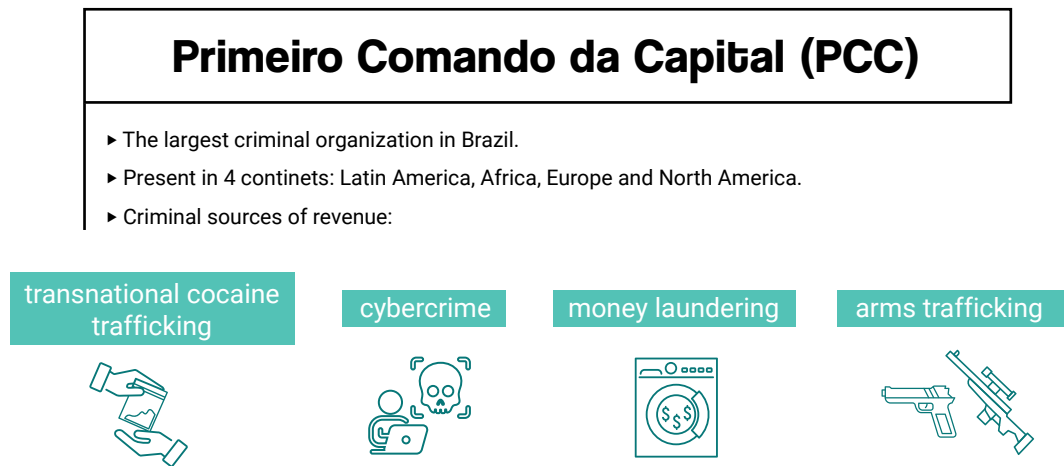 Primeiro Comando da Capital (PCC)
▸ The largest criminal organization in Brazil.
▸ Present in 4 continets: Latin America, Africa, Europe and North America.
▸ Criminal sources of revenue:
transnational cocaine
trafficking
cybercrime
money laundering
arms trafficking
$ $ $